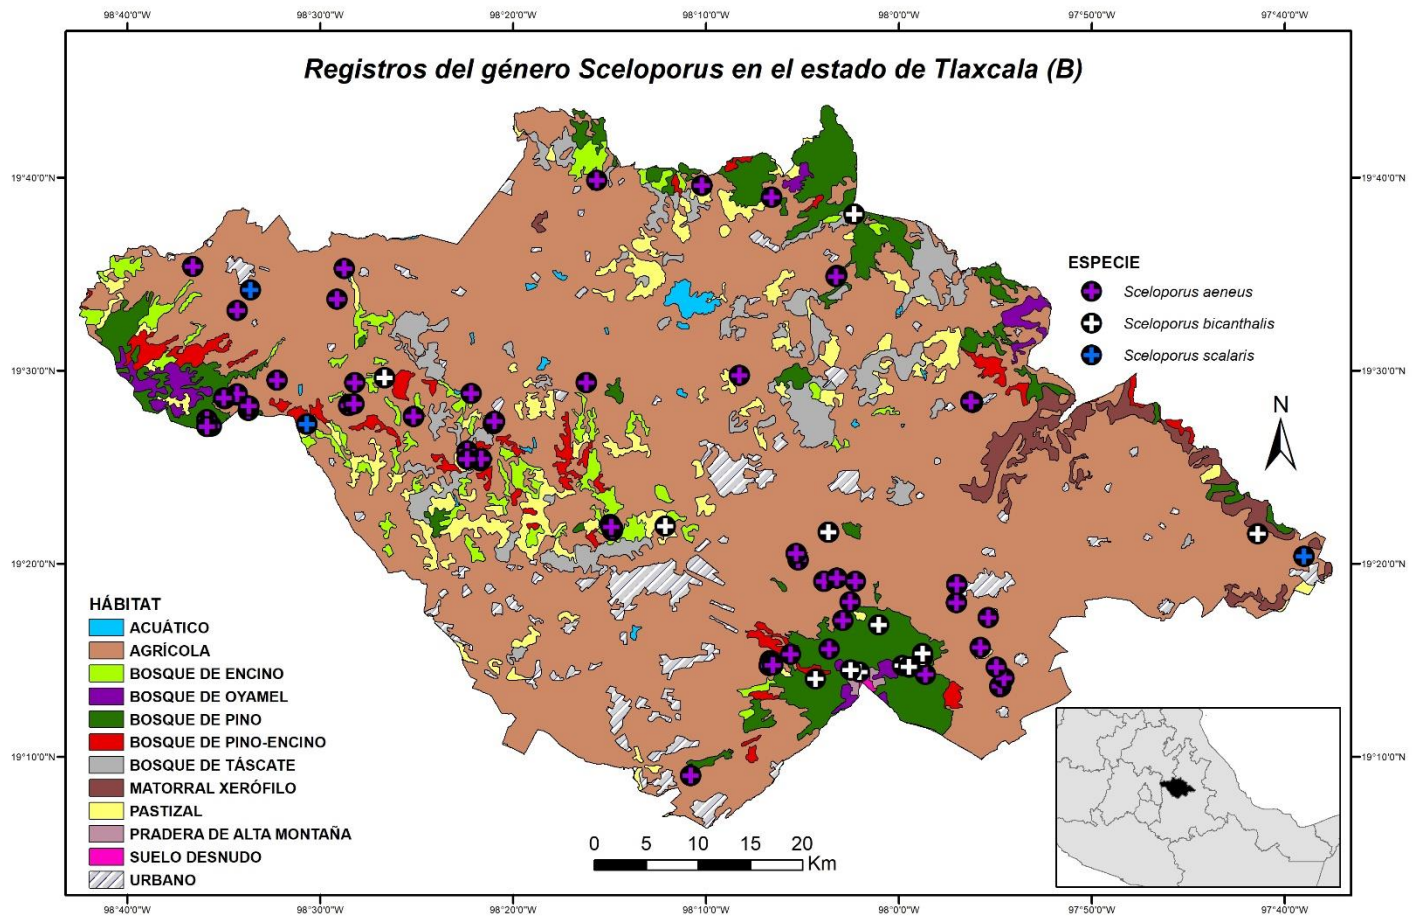 98°40'0"W 98°30'0"W 98°20'0"W 98°10'0"W 98°0'0"W 97°50'0"W 97°40'0"W
Registros del género Sceloporus en el estado de Tlaxcala (B)
19°40'0"N 19°40'0"N
ESPECIE
Sceloporus aeneus
Sceloporus bicanthalis
Sceloporus scalaris
19°30'0"N 19°30'0"N
N
19°20'0"N 19°20'0"N
HÁBITAT
ACUÁTICO
AGRÍCOLA
BOSQUE DE ENCINO
BOSQUE DE OYAMEL
BOSQUE DE PINO
BOSQUE DE PINO-ENCINO
BOSQUE DE TÁSCATE
MATORRAL XERÓFILO
PASTIZAL
PRADERA DE ALTA MONTAÑA
SUELO DESNUDO
URBANO
19°10'0"N 19°10'0"N
0 5 10 15 20
Km
98°40'0"W 98°30'0"W 98°20'0"W 98°10'0"W 98°0'0"W 97°50'0"W 97°40'0"W